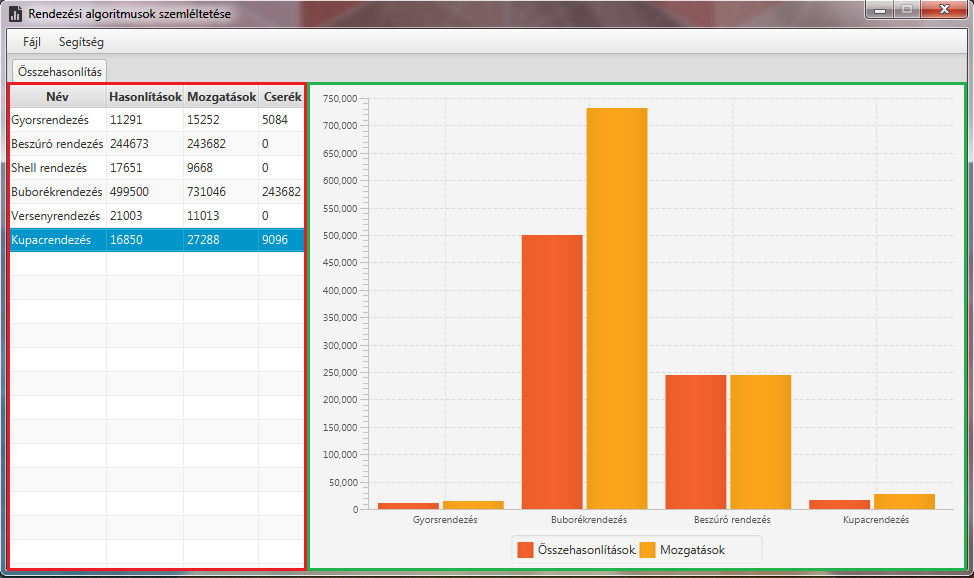 Rendezési algoritmusok szemléltetése
Fájl Segítség
Összehasonlítás
Név Hasonlítások Mozgatások Cserék
Gyorsrendezés 11291 15252 5084
Beszúró rendezés 244673 243682 0
Shell rendezés 17651 9668 0
Buborékrendezés 499500 731046 243682
Versenyrendezés 21003 11013 0
Kupacrendezés 16850 27288 9096
750,000
700,000
650,000
600,000
550,000
500,000
450,000
400,000
350,000
300,000
250,000
200,000
150,000
100,000
50,000
0
Gyorsrendezés Buborékrendezés Beszúró rendezés Kupacrendezés
Összehasonlítások Mozgatások